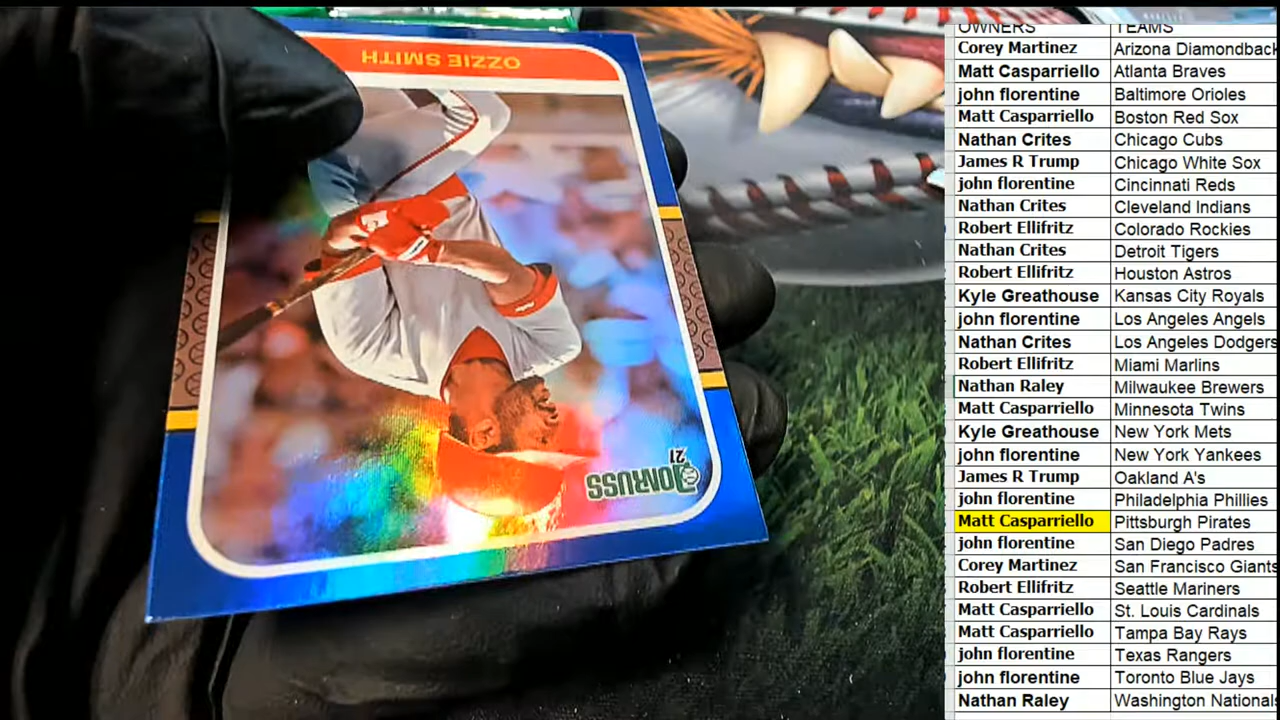 OZZIE SMITH
DONRUSS
21
OWNERS TEAMS
Corey Martinez Arizona Diamondback
Matt Casparriello Atlanta Braves
john florentine Baltimore Orioles
Matt Casparriello Boston Red Sox
Nathan Crites Chicago Cubs
James R Trump Chicago White Sox
john florentine Cincinnati Reds
Nathan Crites Cleveland Indians
Robert Ellifritz Colorado Rockies
Nathan Crites Detroit Tigers
Robert Ellifritz Houston Astros
Kyle Greathouse Kansas City Royals
john florentine Los Angeles Angels
Nathan Crites Los Angeles Dodgers
Robert Ellifritz Miami Marlins
Nathan Raley Milwaukee Brewers
Matt Casparriello Minnesota Twins
Kyle Greathouse New York Mets
john florentine New York Yankees
James R Trump Oakland A's
john florentine Philadelphia Phillies
Matt Casparriello Pittsburgh Pirates
john florentine San Diego Padres
Corey Martinez San Francisco Giants
Robert Ellifritz Seattle Mariners
Matt Casparriello St. Louis Cardinals
Matt Casparriello Tampa Bay Rays
john florentine Texas Rangers
john florentine Toronto Blue Jays
Nathan Raley Washington Nationals